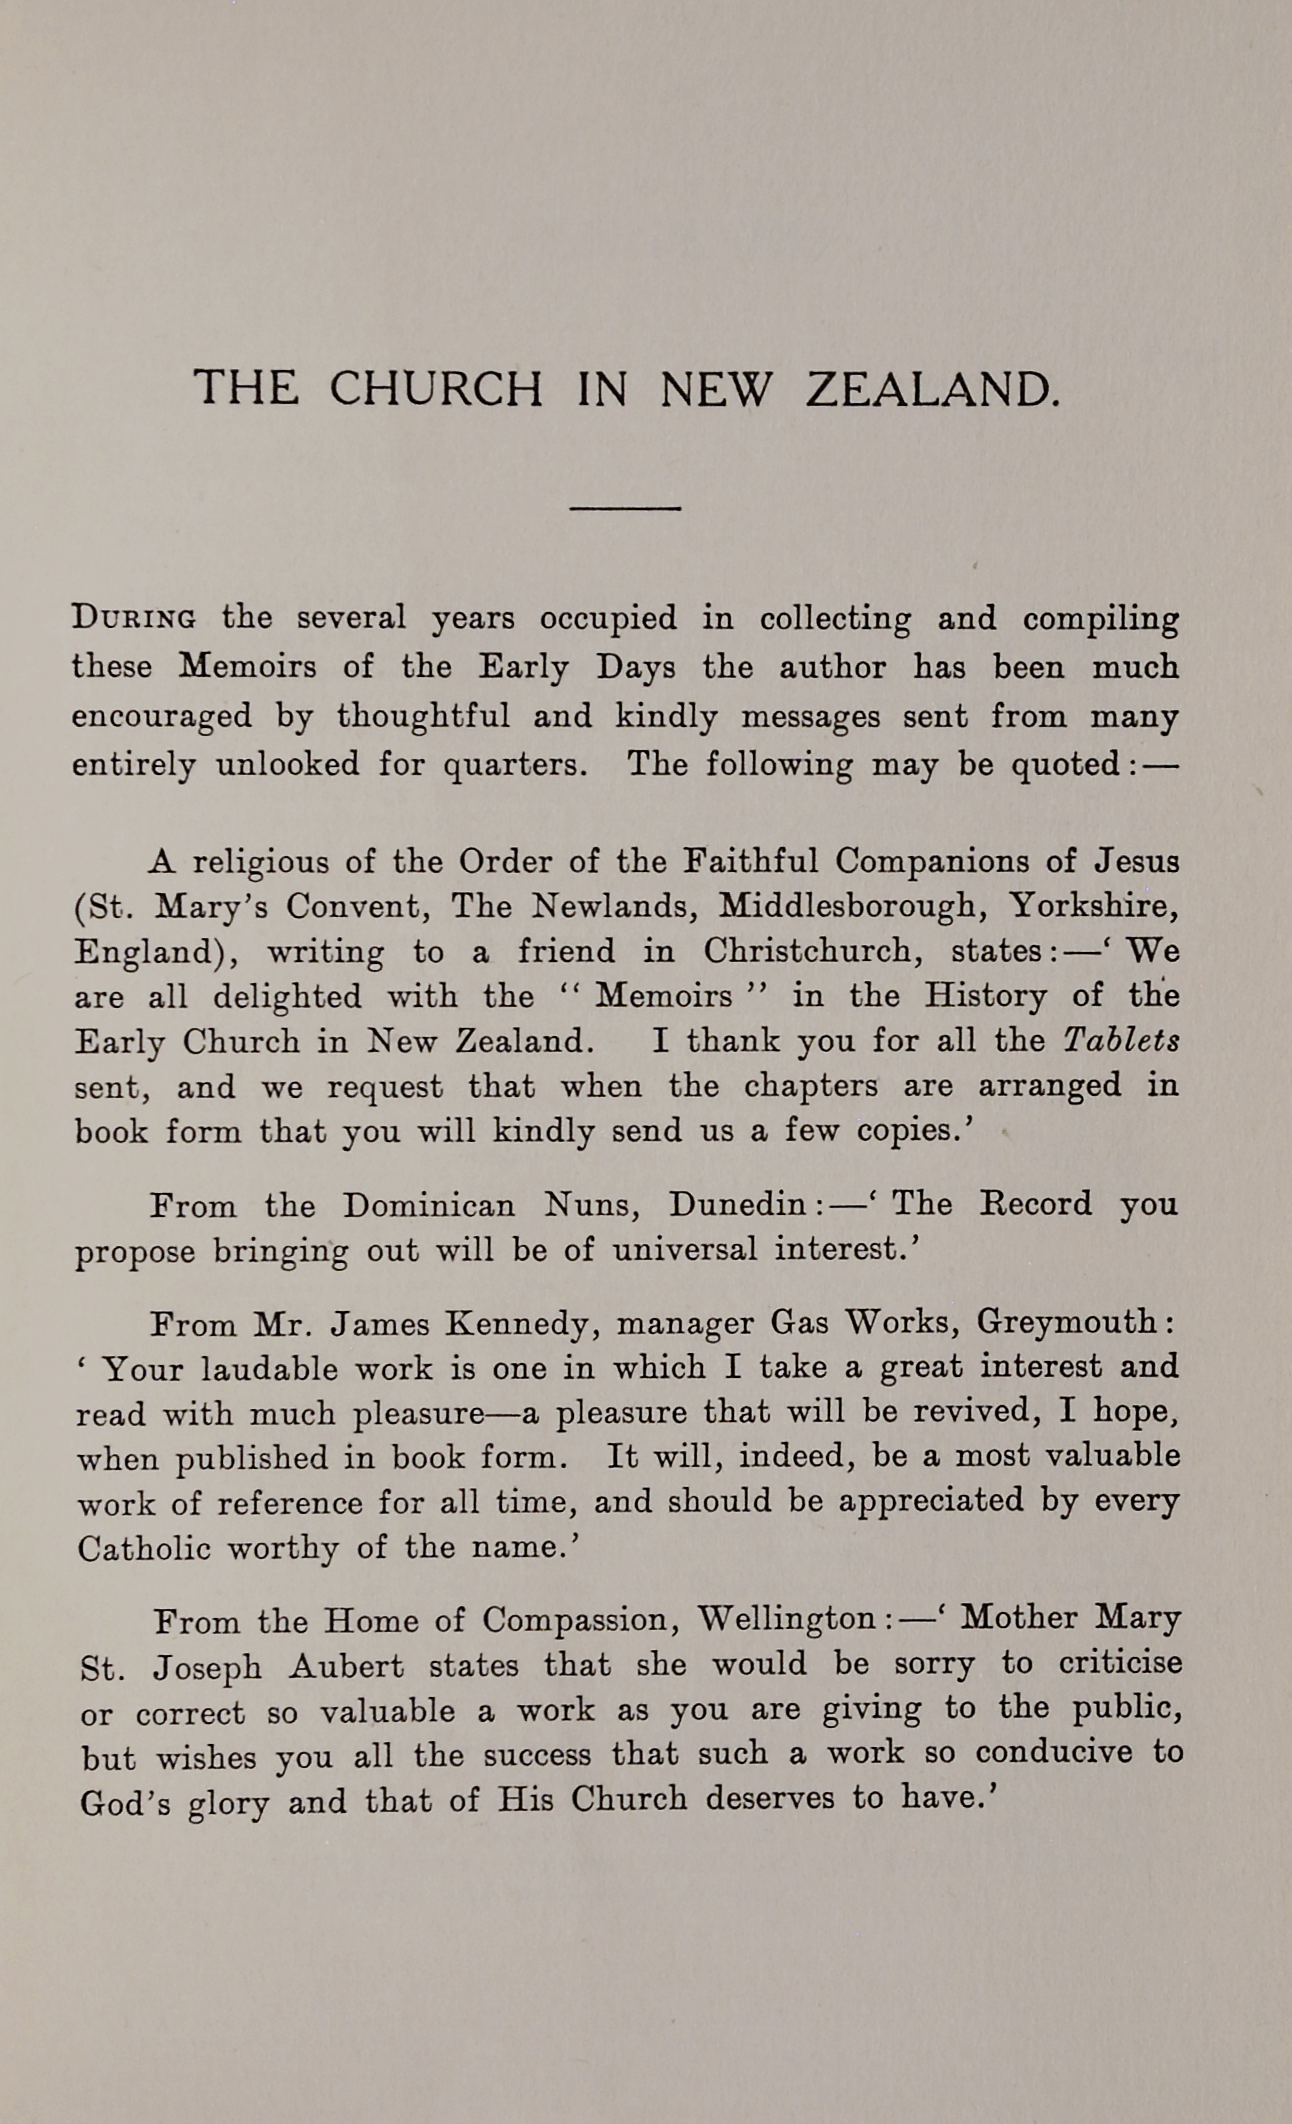 THE CHURCH IN NEW ZEALAND.
DURING the several years occupied in collecting and compiling
these Memoirs of the Early Days the author has been much
encouraged by thoughtful and kindly messages sent from many
entirely unlooked for quarters. The following may be quoted:—
A religious of the Order of the Faithful Companions of Jesus
(St. Mary's Convent, The Newlands, Middlesborough, Yorkshire,
England), writing to a friend in Christchurch, states:—‘ We
are all delighted with the “ Memoirs ” in the History of the
Early Church in New Zealand. I thank you for all the Tablets
sent, and we request that when the chapters are arranged in
book form that you will kindly send us a few copies.’
From the Dominican Nuns, Dunedin:—‘ The Record you
propose bringing out will be of universal interest.’
From Mr. James Kennedy, manager Gas Works, Greymouth:
‘ Your laudable work is one in which I take a great interest and
read with much pleasure—a pleasure that will be revived, I hope,
when published in book form. It will, indeed, be a most valuable
work of reference for all time, and should be appreciated by every
Catholic worthy of the name.’
From the Home of Compassion, Wellington:—‘ Mother Mary
St. Joseph Aubert states that she would be sorry to criticise
or correct so valuable a work as you are giving to the public,
but wishes you all the success that such a work so conducive to
God's glory and that of His Church deserves to have.’